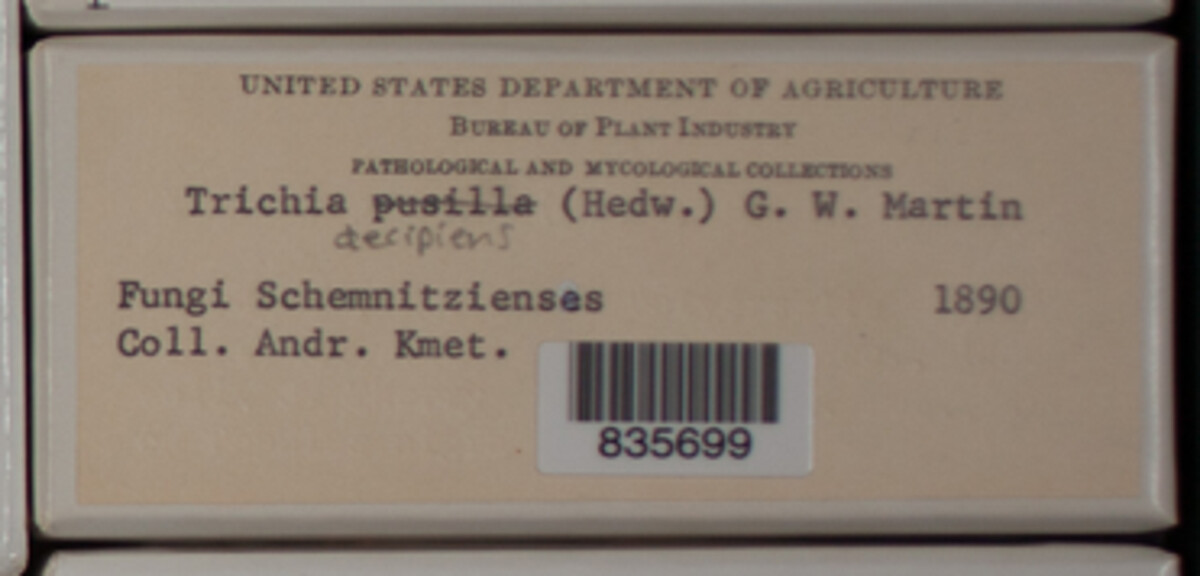 UNITED STATES DEPARTMENT OF AGRICULTURE
BUREAU OF PLANT INDUSTRY
PATHOLOGICAL AND MYCOLOGICAL COLLECTIONS
Trichia pusilla (Hedw.) G. W. Martin
decipiens
Fungi Schemnitzienses 1890
Coll. Andr. Kmet.
835699